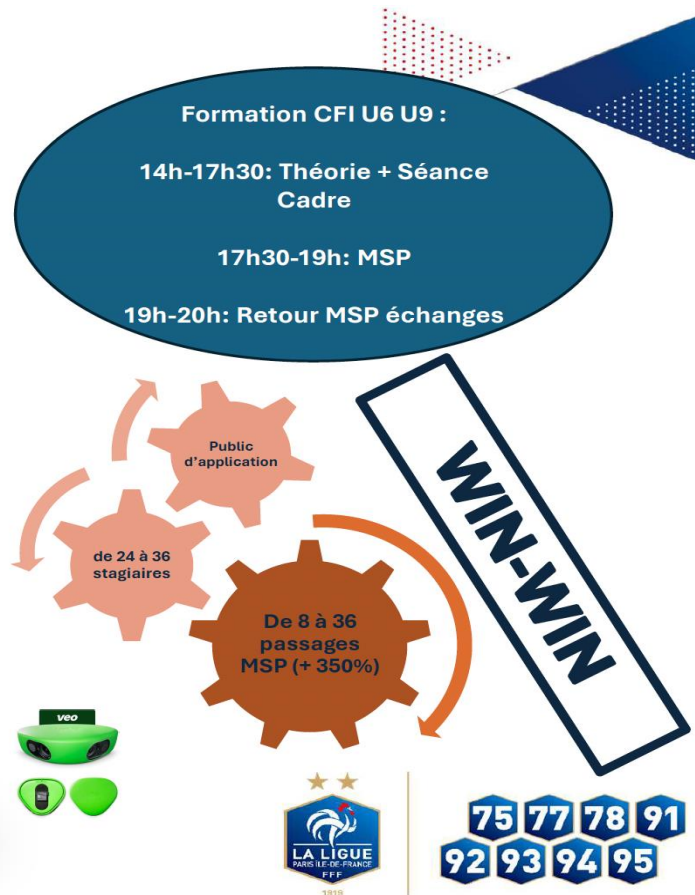 Formation CFI U6 U9 :
14h-17h30: Théorie + Séance
Cadre
17h30-19h: MSP
19h-20h: Retour MSP échanges
Public
d'application
de 24 à 36
stagiaires
De 8 à 36
passages
MSP (+ 350%)
WIN-WIN
veo
LA LIGUE
PARIS ÎLE-DE-FRANCE
FFF
1919
75 77 78 91
92 93 94 95